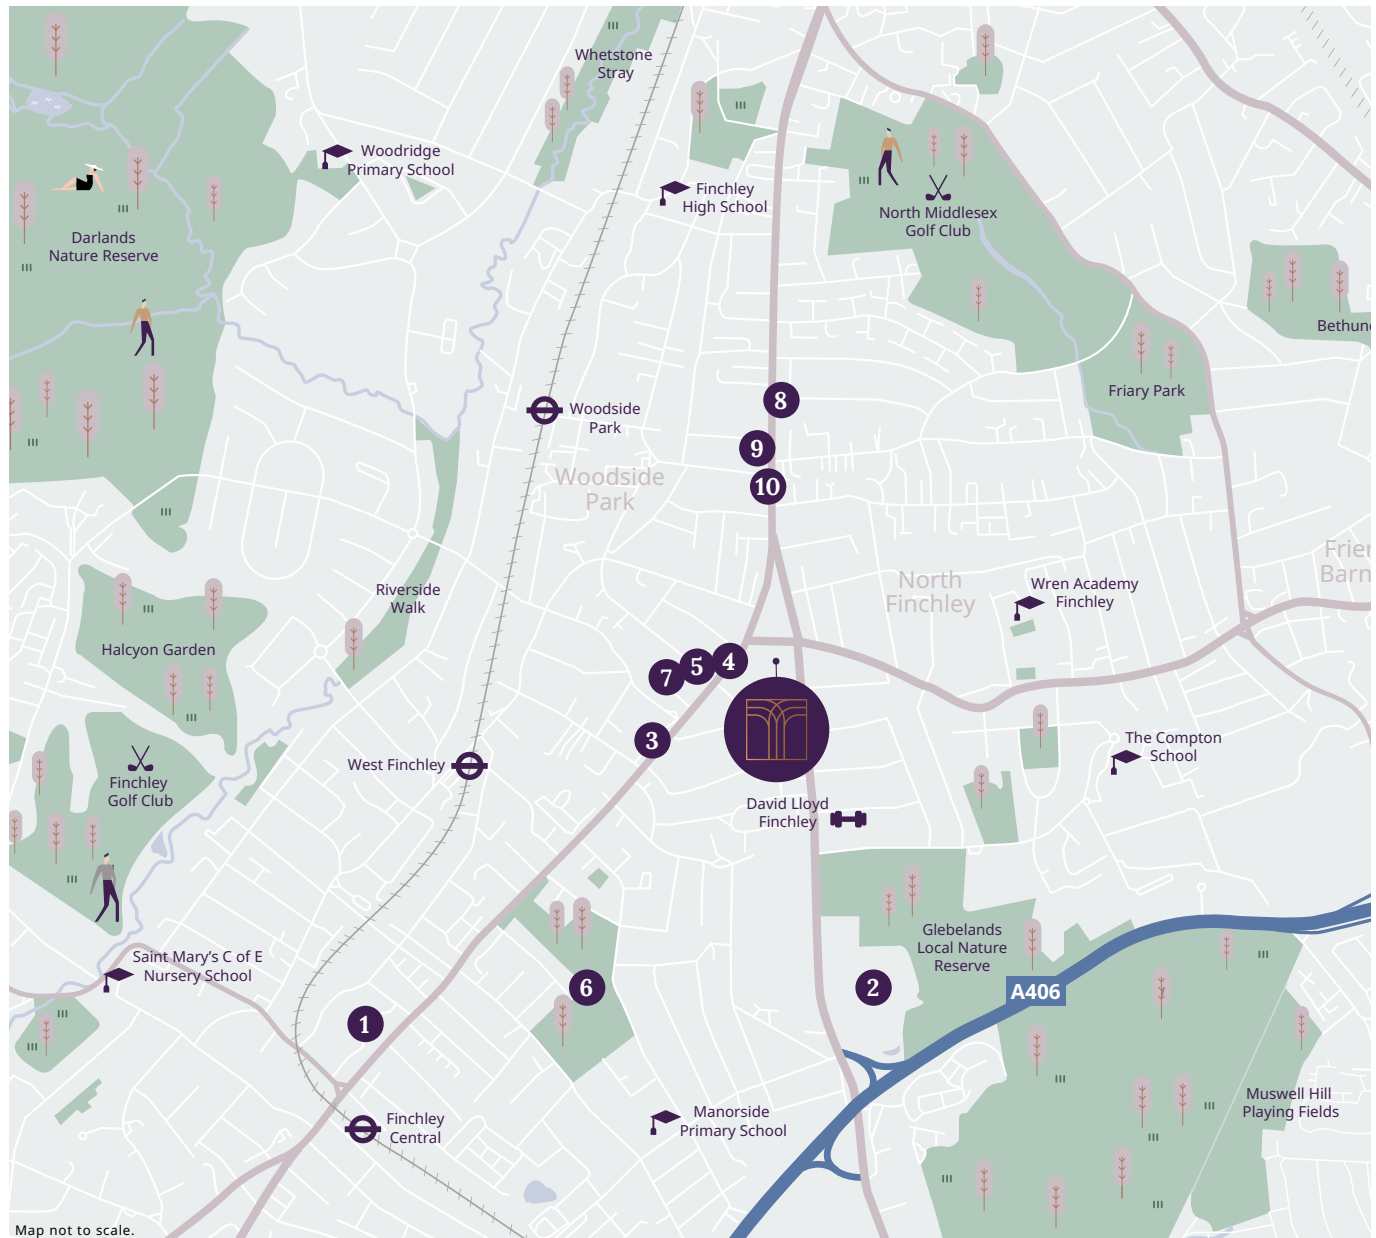 Whetstone
Stray
Woodridge
Primary School
Finchley
High School
North Middlesex
Golf Club
Darlands
Nature Reserve
Bethun
Friary Park
8
Woodside
Park
9
Woodside
Park
10
Frier
Barn
North
Finchley
Wren Academy
Finchley
Riverside
Walk
Halcyon Garden
4
5
7
3
The Compton
School
West Finchley
Finchley
Golf Club
David Lloyd
Finchley
Glebelands
Local Nature
Reserve
Saint Mary's C of E
Nursery School
6
2
A406
1
Muswell Hill
Playing Fields
Finchley
Central
Manorside
Primary School
Map not to scale.